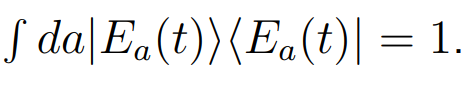 ∫ da|E_a(t)⟩⟨E_a(t)| = 1.